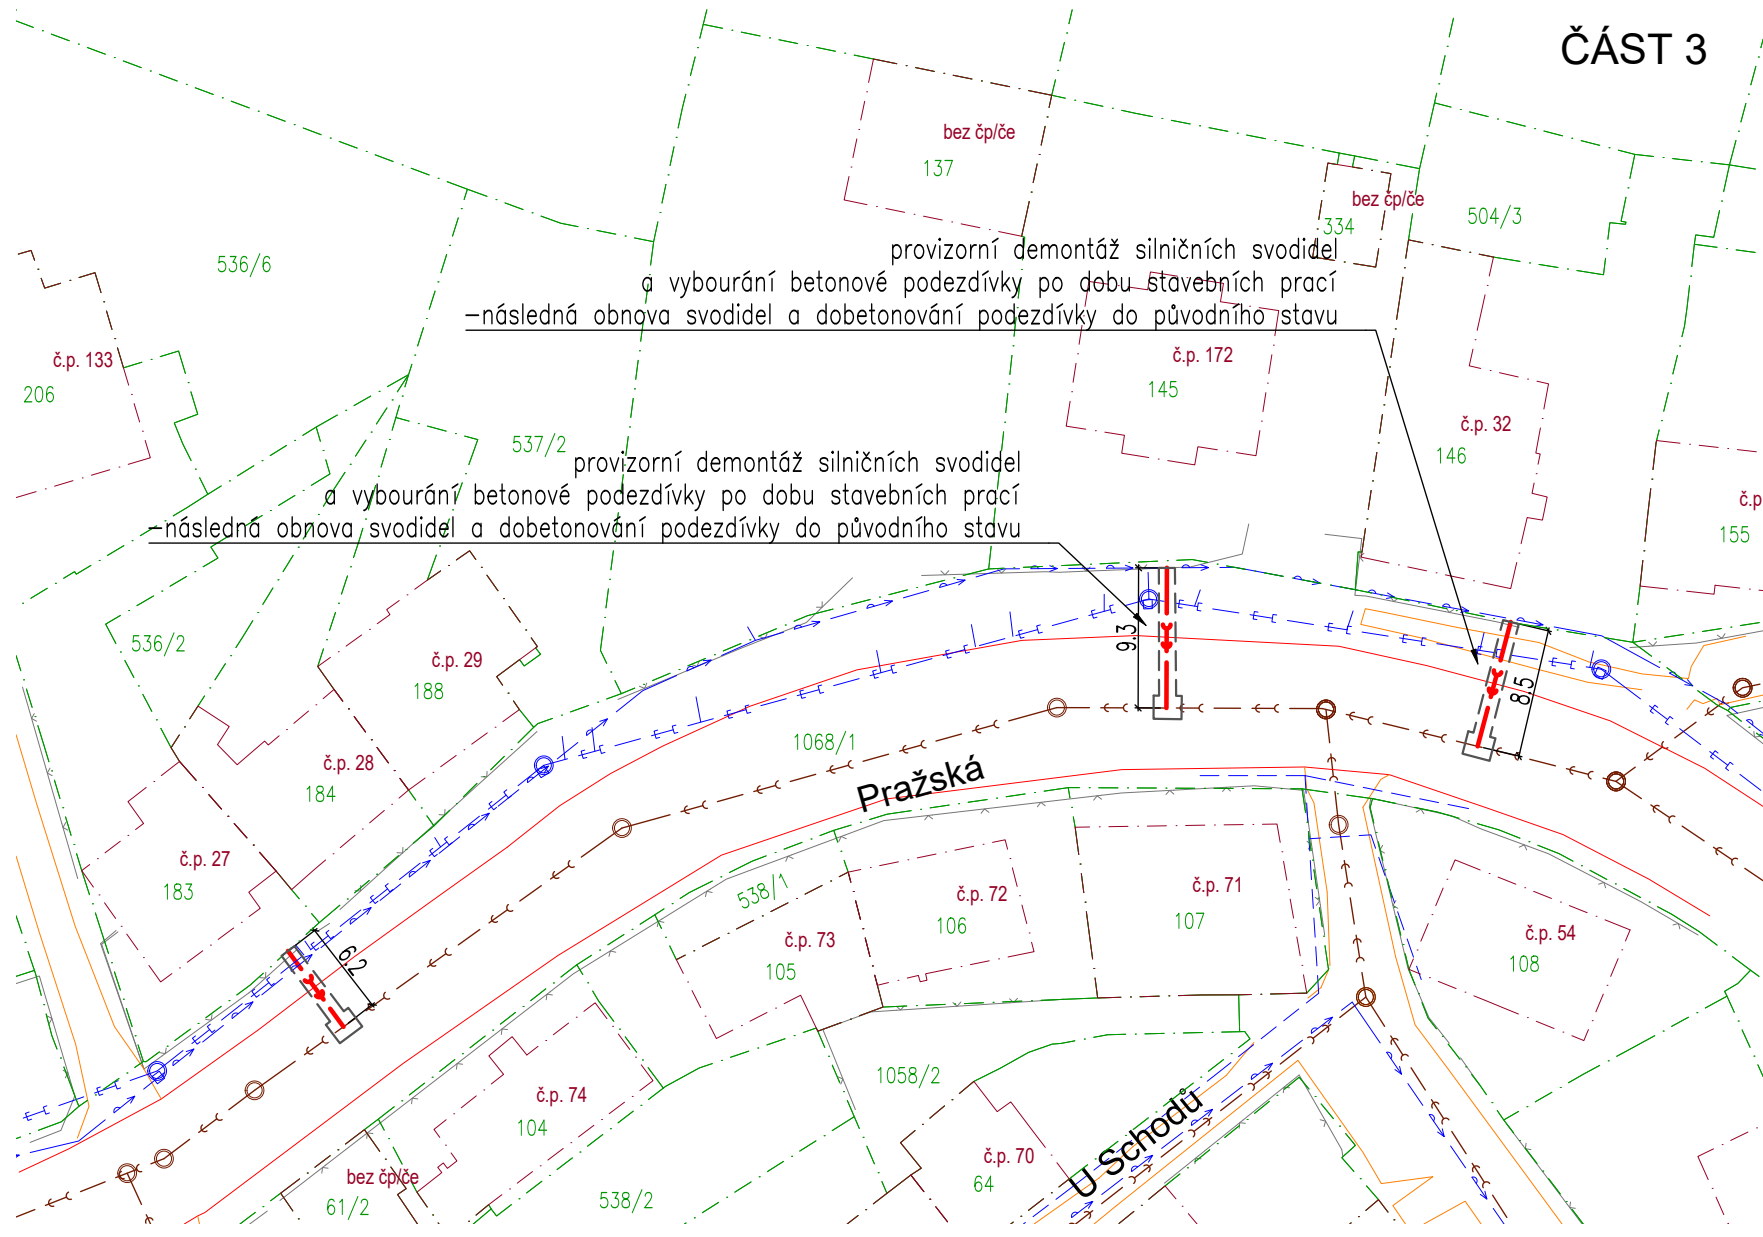 ČÁST 3
bez čp/če
137
bez čp/če
334
504/3
536/6
provizorní demontáž silničních svodidel
a vybourání betonové podezdívky po dobu stavebních prací
–následná obnova svodidel a dobetonování podezdívky do původního stavu
č.p. 133
206
č.p. 172
145
č.p. 32
146
537/2
provizorní demontáž silničních svodidel
a vybourání betonové podezdívky po dobu stavebních prací
–následná obnova svodidel a dobetonování podezdívky do původního stavu
č.p
155
536/2
č.p. 29
188
9.3
8.5
1068/1
Pražská
č.p. 28
184
č.p. 27
183
538/1
č.p. 72
106
č.p. 71
107
č.p. 73
105
č.p. 54
108
6.2
1058/2
č.p. 74
104
U Schodů
č.p. 70
64
bez čp/če
61/2
538/2